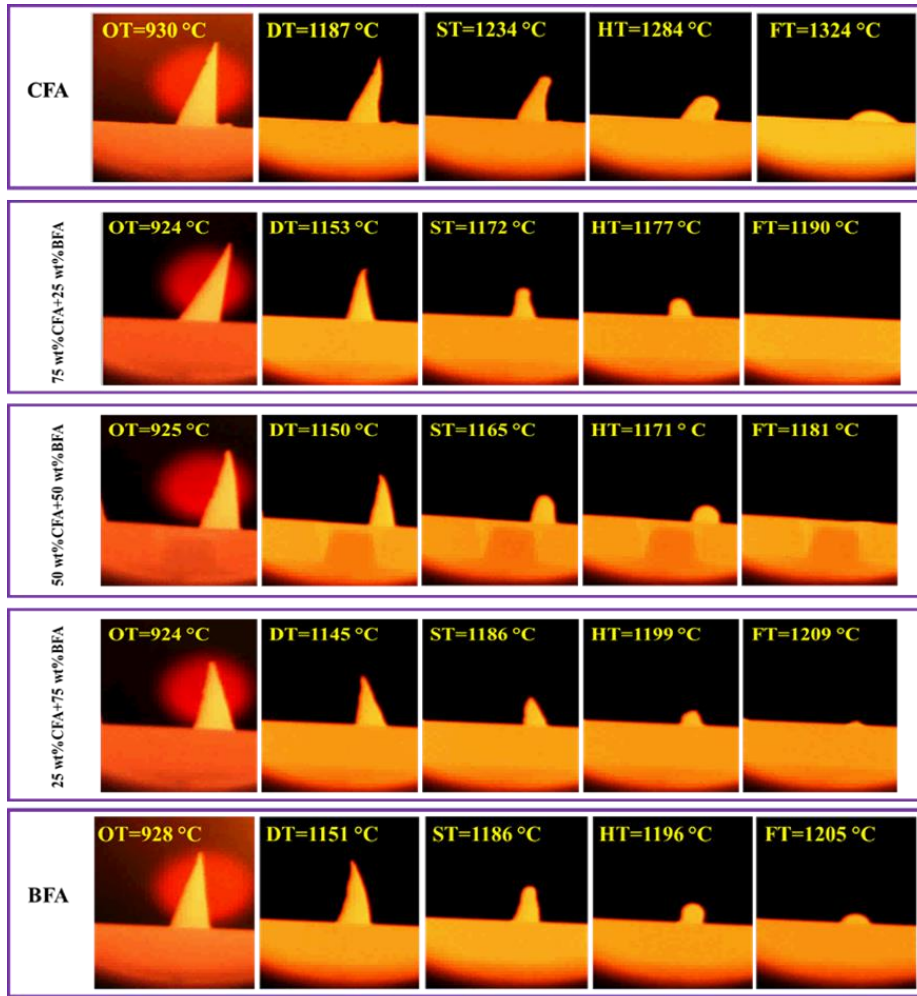 OT=930 °C
DT=1187 °C
ST=1234 °C
HT=1284 °C
FT=1324 °C
CFA
OT=924 °C
DT=1153 °C
ST=1172 °C
HT=1177 °C
FT=1190 °C
75 wt%CFA+25 wt%BFA
OT=925 °C
DT=1150 °C
ST=1165 °C
HT=1171 ° C
FT=1181 °C
50 wt%CFA+50 wt%BFA
OT=924 °C
DT=1145 °C
ST=1186 °C
HT=1199 °C
FT=1209 °C
25 wt%CFA+75 wt%BFA
OT=928 °C
DT=1151 °C
ST=1186 °C
HT=1196 °C
FT=1205 °C
BFA